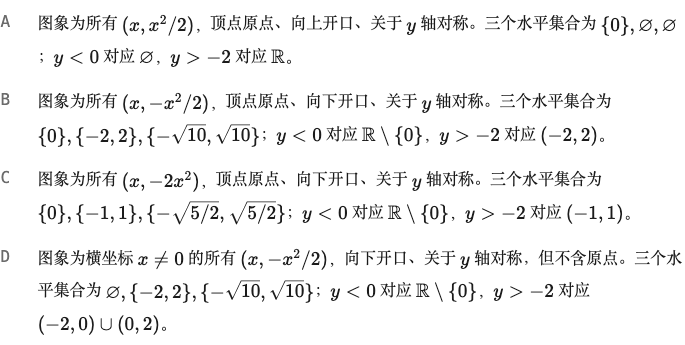 A 图象为所有 (x, x²/2)，顶点原点、向上开口、关于 y 轴对称。三个水平集合为 {0}, ∅, ∅
；y < 0 对应 ∅，y > −2 对应 ℝ。
B 图象为所有 (x, −x²/2)，顶点原点、向下开口、关于 y 轴对称。三个水平集合为
{0}, {−2, 2}, {−√10, √10}；y < 0 对应 ℝ \ {0}，y > −2 对应 (−2, 2)。
C 图象为所有 (x, −2x²)，顶点原点、向下开口、关于 y 轴对称。三个水平集合为
{0}, {−1, 1}, {−√5/2, √5/2}；y < 0 对应 ℝ \ {0}，y > −2 对应 (−1, 1)。
D 图象为横坐标 x ≠ 0 的所有 (x, −x²/2)，向下开口、关于 y 轴对称，但不含原点。三个水
平集合为 ∅, {−2, 2}, {−√10, √10}；y < 0 对应 ℝ \ {0}，y > −2 对应
(−2, 0) ∪ (0, 2)。